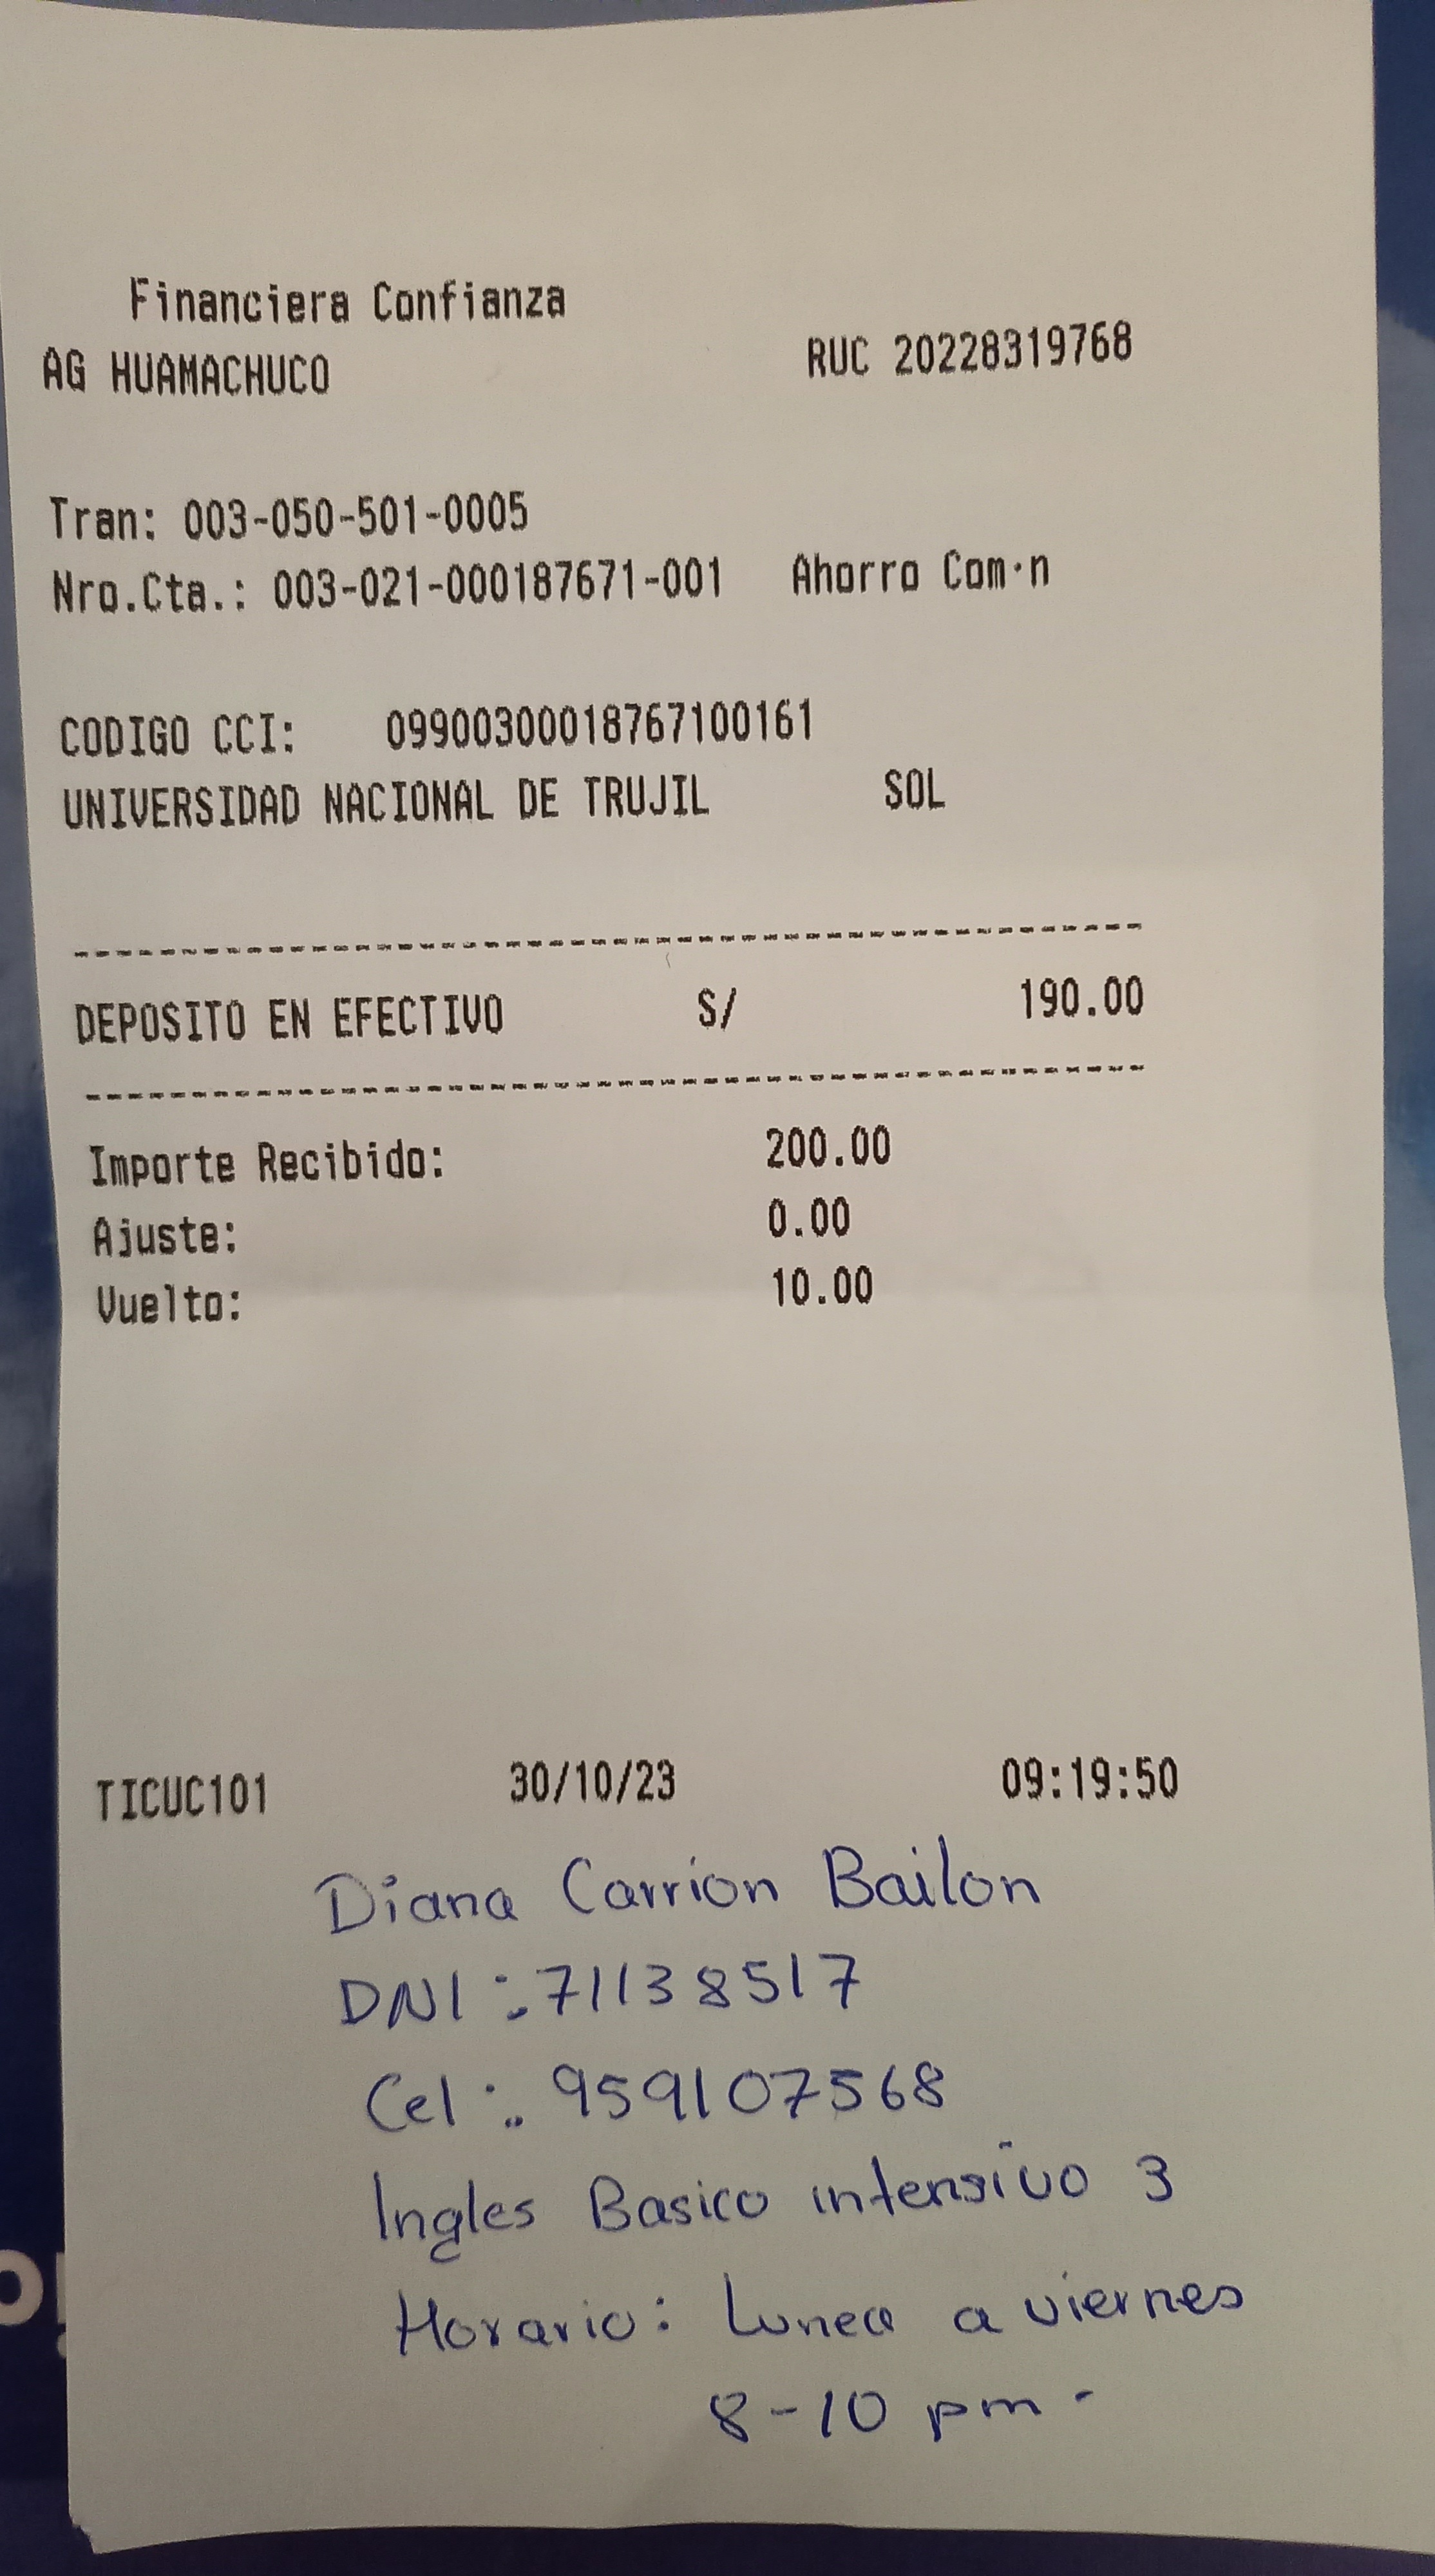 Financiera Confianza
AG HUAMACHUCO RUC 20228319768
Tran: 003-050-501-0005
Nro.Cta.: 003-021-000187671-001 Ahorro Com·n
CODIGO CCI: 09900300018767100161
UNIVERSIDAD NACIONAL DE TRUJIL SOL
DEPOSITO EN EFECTIVO S/ 190.00
Importe Recibido: 200.00
Ajuste: 0.00
Vuelto: 10.00
TICUC101 30/10/23 09:19:50
Diana Carrion Bailon
DNI : 71138517
Cel : 959107568
Ingles Basico intensivo 3
Horario: Lunes a viernes
8-10 pm -